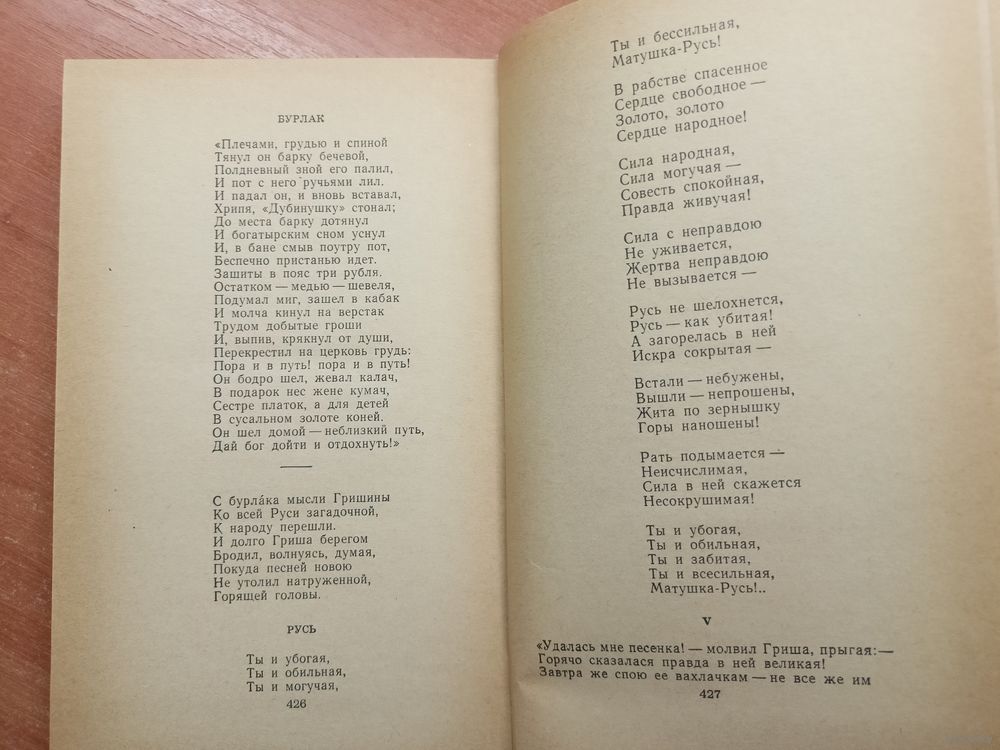 БУРЛАК
«Плечами, грудью и спиной
Тянул он барку бечевой,
Полдневный зной его палил,
И пот с него ручьями лил.
И падал он, и вновь вставал,
Хрипя, «Дубинушку» стонал;
До места барку дотянул
И богатырским сном уснул
И, в бане смыв поутру пот,
Беспечно пристанью идет.
Зашиты в пояс три рубля.
Остатком — медью — шевеля,
Подумал миг, зашел в кабак
И молча кинул на верстак
Трудом добытые гроши
И, выпив, крякнул от души,
Перекрестил на церковь грудь:
Пора и в путь! пора и в путь!
Он бодро шел, жевал калач,
В подарок нес жене кумач,
Сестре платок, а для детей
В сусальном золоте коней.
Он шел домой — неблизкий путь,
Дай бог дойти и отдохнуть!»
С бурла́ка мысли Гришины
Ко всей Руси загадочной,
К народу перешли.
И долго Гриша берегом
Бродил, волнуясь, думая,
Покуда песней новою
Не утолил натруженной,
Горящей головы.
РУСЬ
Ты и убогая,
Ты и обильная,
Ты и могучая,
426
Ты и бессильная,
Матушка-Русь!
В рабстве спасенное
Сердце свободное —
Золото, золото
Сердце народное!
Сила народная,
Сила могучая —
Совесть спокойная,
Правда живучая!
Сила с неправдою
Не уживается,
Жертва неправдою
Не вызывается —
Русь не шелохнется,
Русь — как убитая!
А загорелась в ней
Искра сокрытая —
Встали — небужены,
Вышли — непрошены,
Жита по зернышку
Горы наношены!
Рать подымается —
Неисчислимая,
Сила в ней скажется
Несокрушимая!
Ты и убогая,
Ты и обильная,
Ты и забитая,
Ты и всесильная,
Матушка-Русь!..
V
«Удалась мне песенка! — молвил Гриша, прыгая: —
Горячо сказалася правда в ней великая!
Завтра же спою ее вахлачкам — не все же им
427